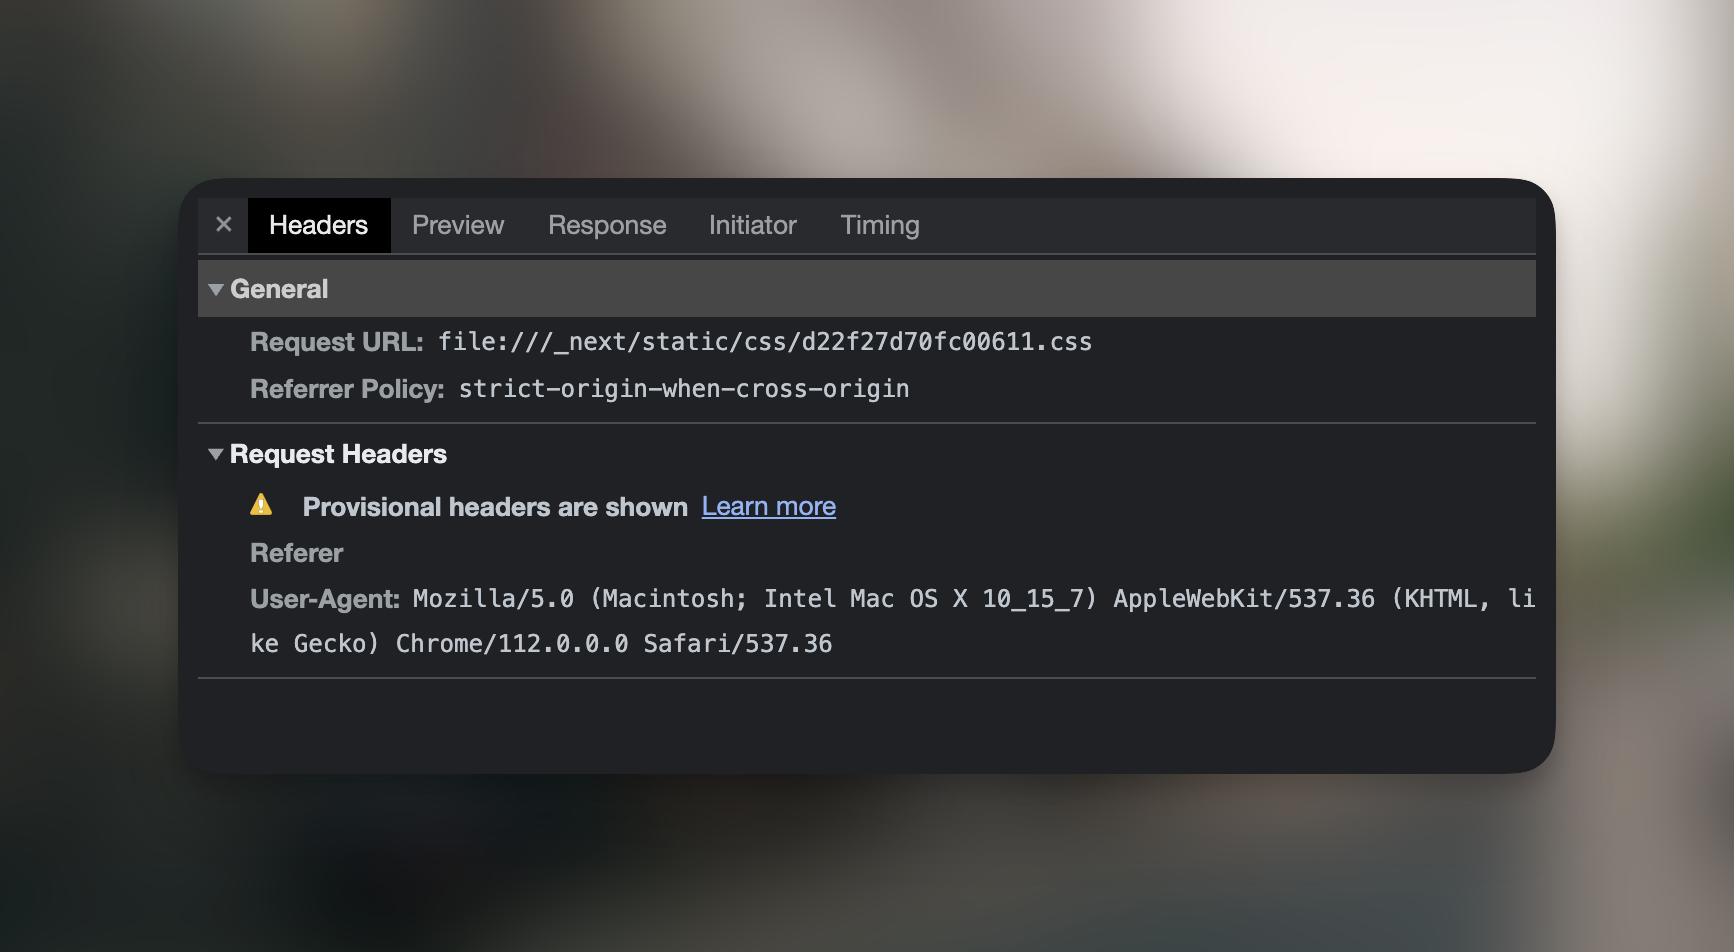 Headers Preview Response Initiator Timing
General
Request URL: file:///_next/static/css/d22f27d70fc00611.css
Referrer Policy: strict-origin-when-cross-origin
Request Headers
Provisional headers are shown Learn more
Referer
User-Agent: Mozilla/5.0 (Macintosh; Intel Mac OS X 10_15_7) AppleWebKit/537.36 (KHTML, li
ke Gecko) Chrome/112.0.0.0 Safari/537.36